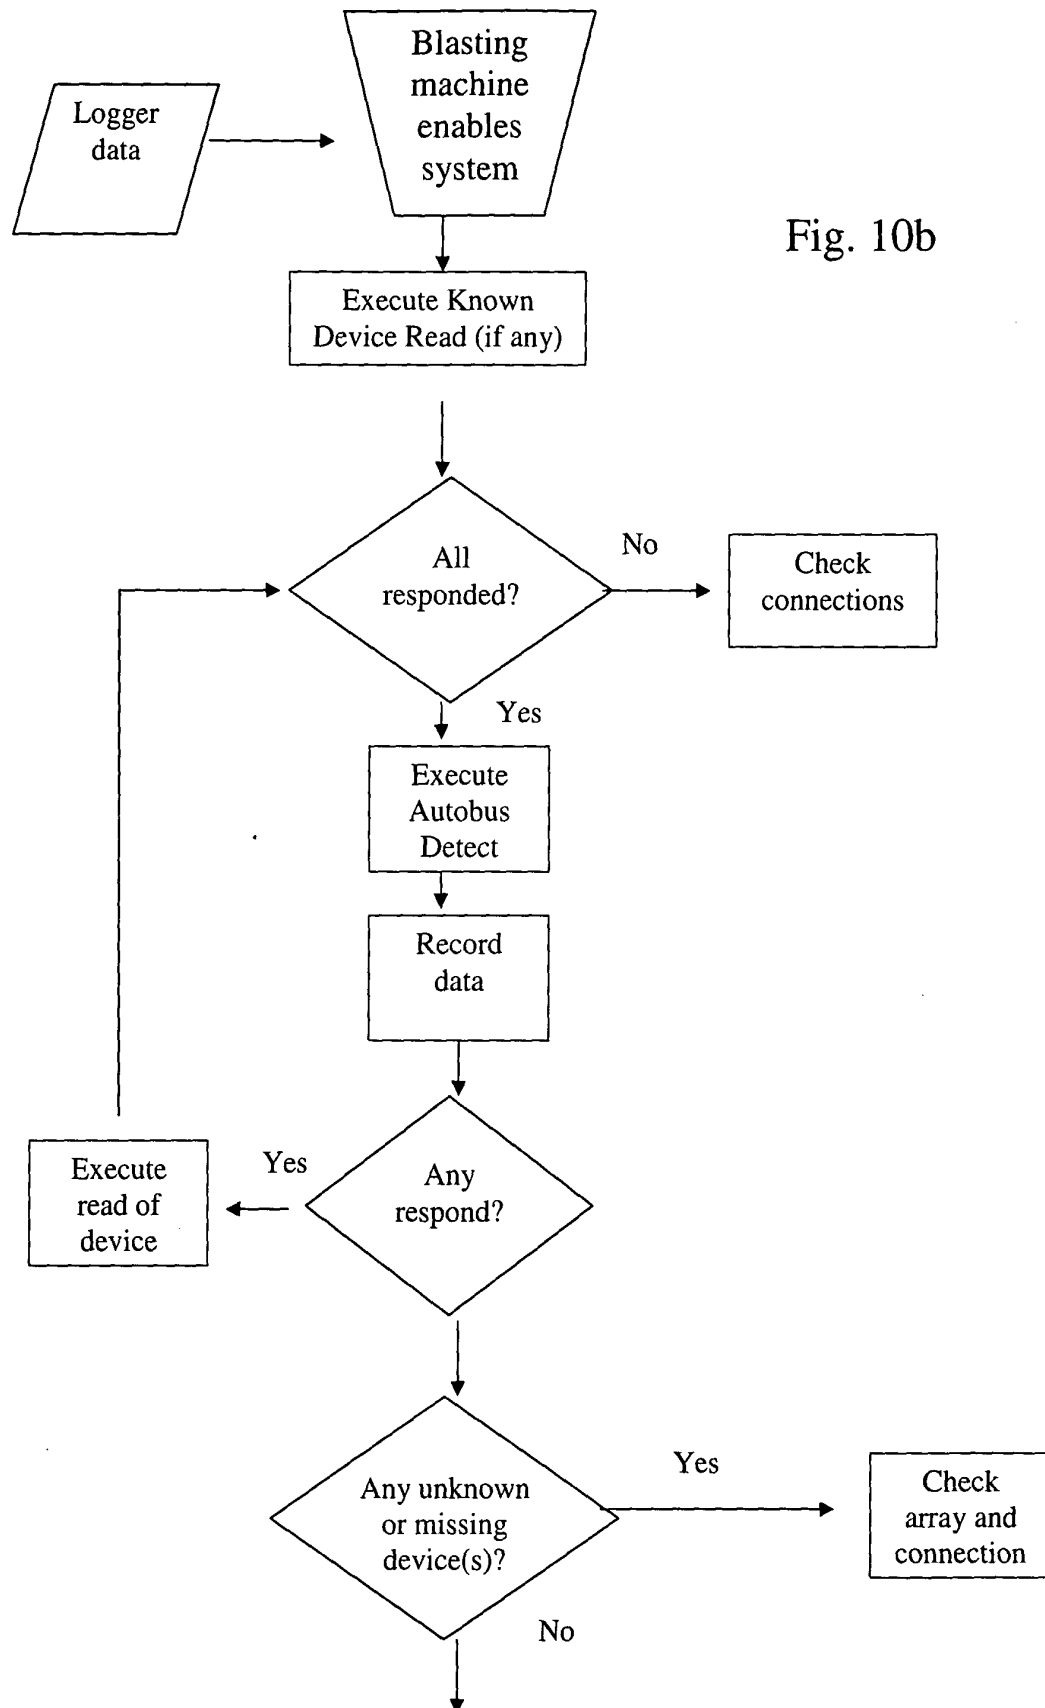 Blasting
machine
enables
system
Logger
data
Fig. 10b
Execute Known
Device Read (if any)
All
responded?
No
Check
connections
Yes
Execute
Autobus
Detect
Record
data
Any
respond?
Yes
Execute
read of
device
Any unknown
or missing
device(s)?
Yes
Check
array and
connection
No